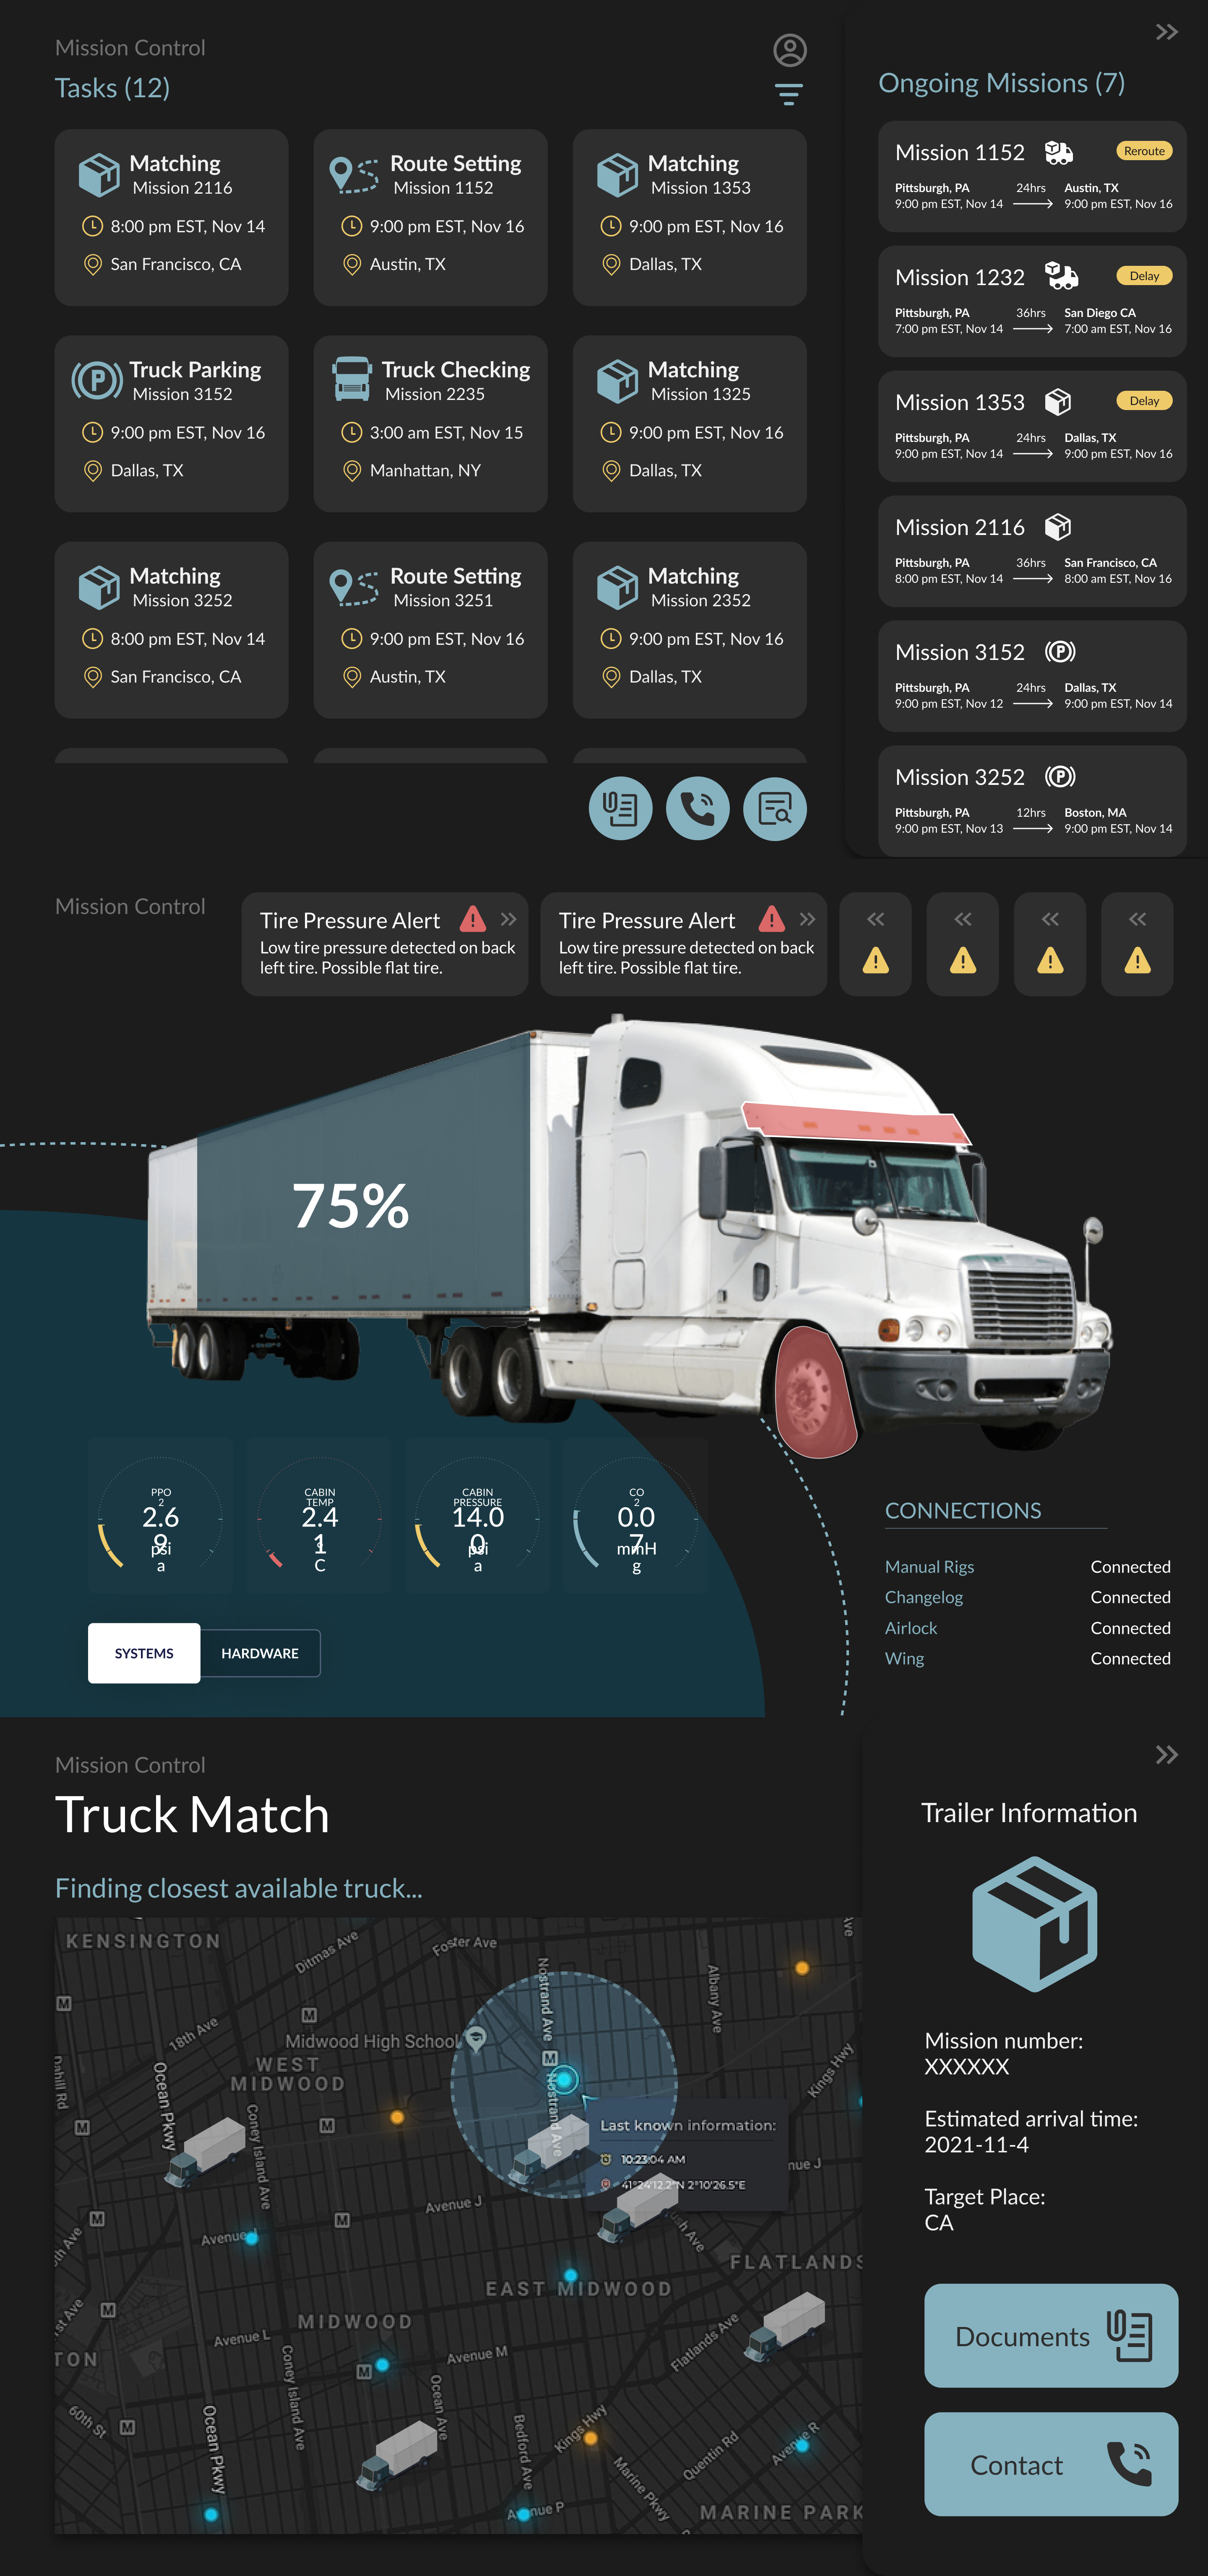 Mission Control
Tasks (12)
Matching
Mission 2116
8:00 pm EST, Nov 14
San Francisco, CA
Route Setting
Mission 1152
9:00 pm EST, Nov 16
Austin, TX
Matching
Mission 1353
9:00 pm EST, Nov 16
Dallas, TX
Truck Parking
Mission 3152
9:00 pm EST, Nov 16
Dallas, TX
Truck Checking
Mission 2235
3:00 am EST, Nov 15
Manhattan, NY
Matching
Mission 1325
9:00 pm EST, Nov 16
Dallas, TX
Matching
Mission 3252
8:00 pm EST, Nov 14
San Francisco, CA
Route Setting
Mission 3251
9:00 pm EST, Nov 16
Austin, TX
Matching
Mission 2352
9:00 pm EST, Nov 16
Dallas, TX
Ongoing Missions (7)
Mission 1152 Reroute
Pittsburgh, PA 24hrs Austin, TX
9:00 pm EST, Nov 14 9:00 pm EST, Nov 16
Mission 1232 Delay
Pittsburgh, PA 36hrs San Diego CA
7:00 pm EST, Nov 14 7:00 am EST, Nov 16
Mission 1353 Delay
Pittsburgh, PA 24hrs Dallas, TX
9:00 pm EST, Nov 14 9:00 pm EST, Nov 16
Mission 2116
Pittsburgh, PA 36hrs San Francisco, CA
8:00 pm EST, Nov 14 8:00 am EST, Nov 16
Mission 3152
Pittsburgh, PA 24hrs Dallas, TX
9:00 pm EST, Nov 12 9:00 pm EST, Nov 14
Mission 3252
Pittsburgh, PA 12hrs Boston, MA
9:00 pm EST, Nov 13 9:00 pm EST, Nov 14
Mission Control
Tire Pressure Alert
Low tire pressure detected on back
left tire. Possible flat tire.
Tire Pressure Alert
Low tire pressure detected on back
left tire. Possible flat tire.
75%
PPO
2
2.6
9
psi
a
CABIN
TEMP
2.4
1
C
CABIN
PRESSURE
14.0
0
psi
a
CO
2
0.0
7
mmH
g
SYSTEMS
HARDWARE
CONNECTIONS
Manual Rigs Connected
Changelog Connected
Airlock Connected
Wing Connected
Mission Control
Truck Match
Finding closest available truck...
KENSINGTON
Ditmas Ave
Foster Ave
Nostrand Ave
Albany Ave
Ave
M
M
18th Ave
Midwood High School
WEST
MIDWOOD
M
Nostrand Ave
Kings Hwy
Ocean Pkwy
Coney Island Ave
M
M
Last known information:
10:23:04 AM
41°24'12.2"N 2°10'26.5"E
nue J
Avenue J
M
M
Avenue
FLATLANDS
EAST MIDWOOD
M
MIDWOOD
Avenue L
Avenue M
M
Flatlands Ave
TON
60th St
M
Ocean Pkwy
Coney Island Ave
Ocean Ave
Bedford Ave
Kings Hwy
Marine Pkwy
Quentin Rd
Avenue R
Avenue P
MARINE PARK
Trailer Information
Mission number:
XXXXXX
Estimated arrival time:
2021-11-4
Target Place:
CA
Documents
Contact